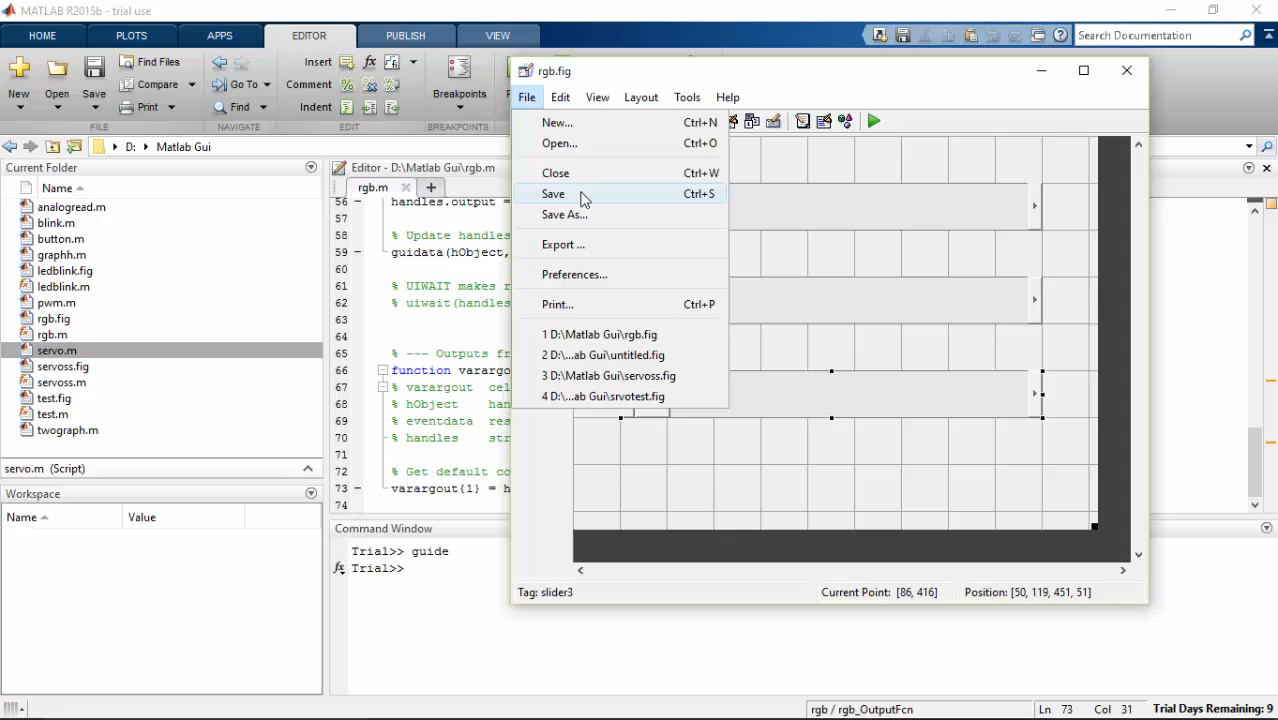 MATLAB R2015b - trial use
HOME
PLOTS
APPS
EDITOR
PUBLISH
VIEW
Search Documentation
New
Open
Save
Find Files
Compare
Print
FILE
Go To
Find
NAVIGATE
Insert
Comment
Indent
EDIT
Breakpoints
BREAKPOINTS
D:
Matlab Gui
Current Folder
Name
analogread.m
blink.m
button.m
graphh.m
ledblink.fig
ledblink.m
pwm.m
rgb.fig
rgb.m
servo.m
servoss.fig
servoss.m
test.fig
test.m
twograph.m
servo.m (Script)
Workspace
Name
Value
Editor - D:\Matlab Gui\rgb.m
rgb.m
56 handles.output =
57
58 % Update handles
59 guidata(hObject,
60
61 % UIWAIT makes r
62 % uiwait(handles
63
64
65 % --- Outputs fr
66 function varargo
67 % varargout cel
68 % hObject han
69 % eventdata res
70 % handles str
71
72 % Get default co
73 varargout{1} = h
74
Command Window
Trial>> guide
fx Trial>>
rgb.fig
File
Edit
View
Layout
Tools
Help
New... Ctrl+N
Open... Ctrl+O
Close Ctrl+W
Save Ctrl+S
Save As...
Export ...
Preferences...
Print... Ctrl+P
1 D:\Matlab Gui\rgb.fig
2 D:\...ab Gui\untitled.fig
3 D:\Matlab Gui\servoss.fig
4 D:\...ab Gui\srvotest.fig
Tag: slider3
Current Point: [86, 416]
Position: [50, 119, 451, 51]
rgb / rgb_OutputFcn
Ln 73 Col 31
Trial Days Remaining: 9